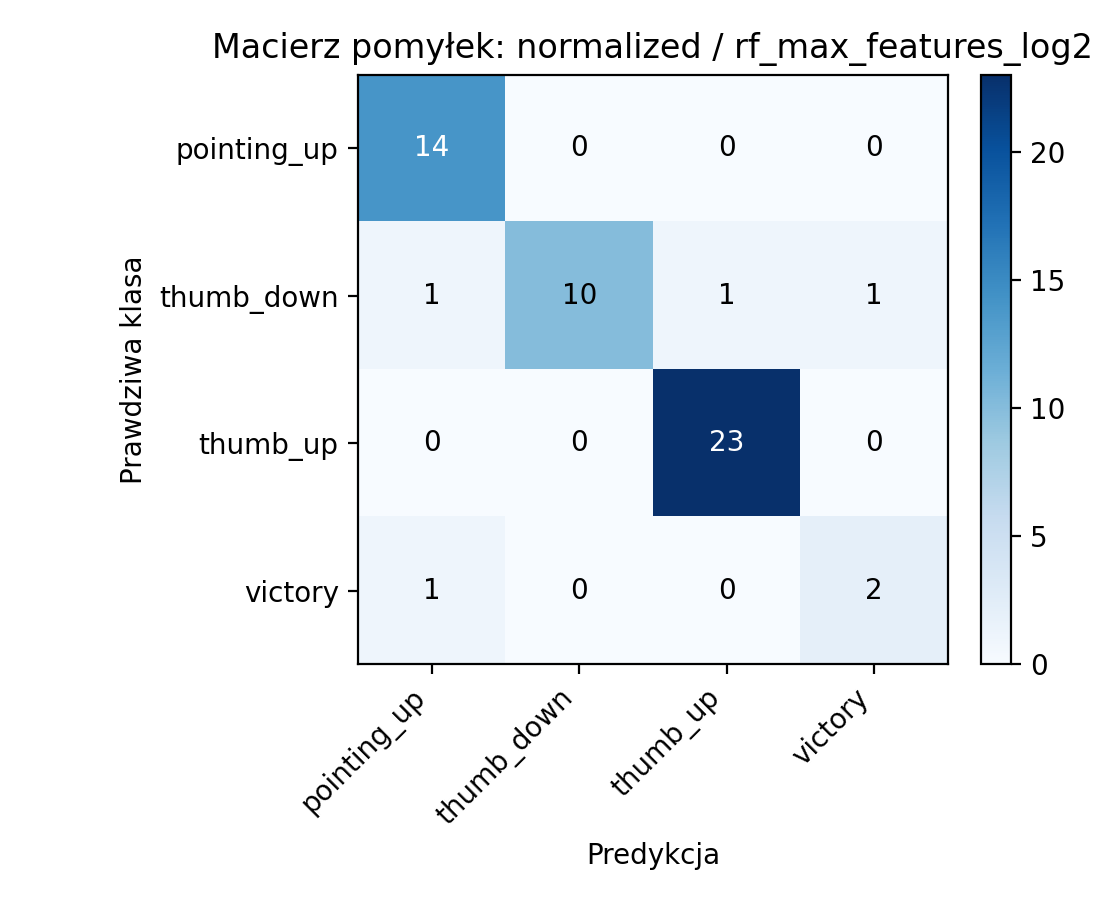 Macierz pomyłek: normalized / rf_max_features_log2
Prawdziwa klasa
pointing_up 14 0 0 0
thumb_down 1 10 1 1
thumb_up 0 0 23 0
victory 1 0 0 2
pointing_up thumb_down thumb_up victory
Predykcja
20
15
10
5
0